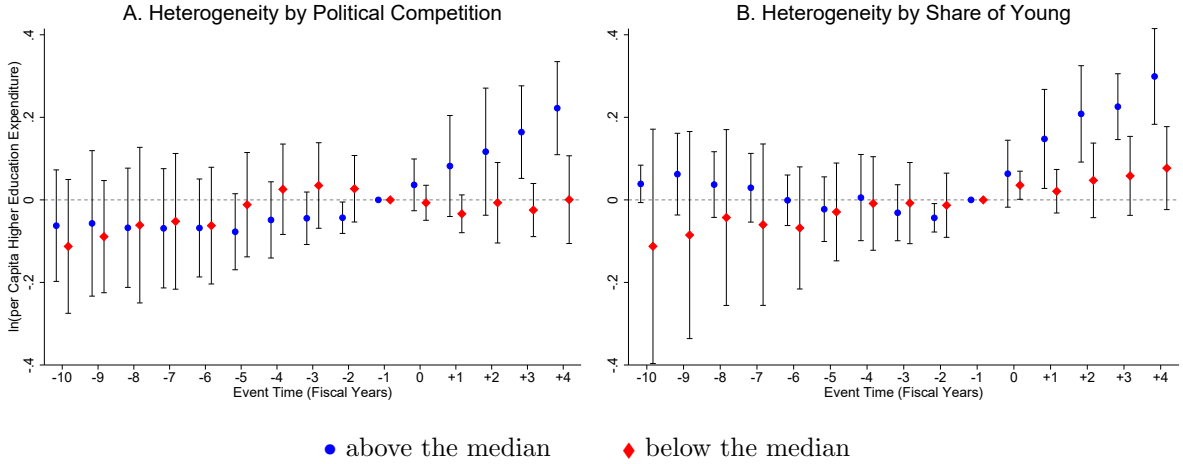 A. Heterogeneity by Political Competition
ln(per Capita Higher Education Expenditure)
.4
.2
0
-.2
-.4
-10 -9 -8 -7 -6 -5 -4 -3 -2 -1 0 +1 +2 +3 +4
Event Time (Fiscal Years)
B. Heterogeneity by Share of Young
.4
.2
0
-.2
-.4
-10 -9 -8 -7 -6 -5 -4 -3 -2 -1 0 +1 +2 +3 +4
Event Time (Fiscal Years)
above the median below the median